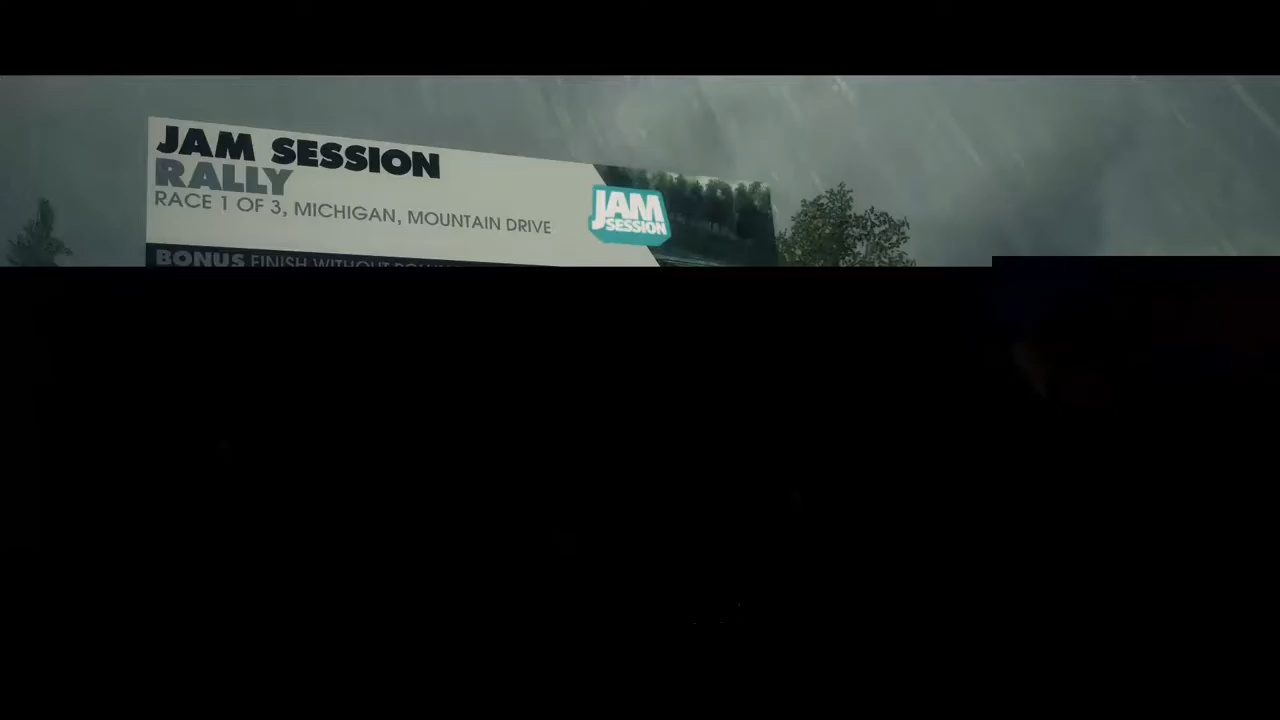 JAM SESSION
RALLY
RACE 1 OF 3, MICHIGAN, MOUNTAIN DRIVE
JAM
SESSION
BONUS FINISH WITHOUT